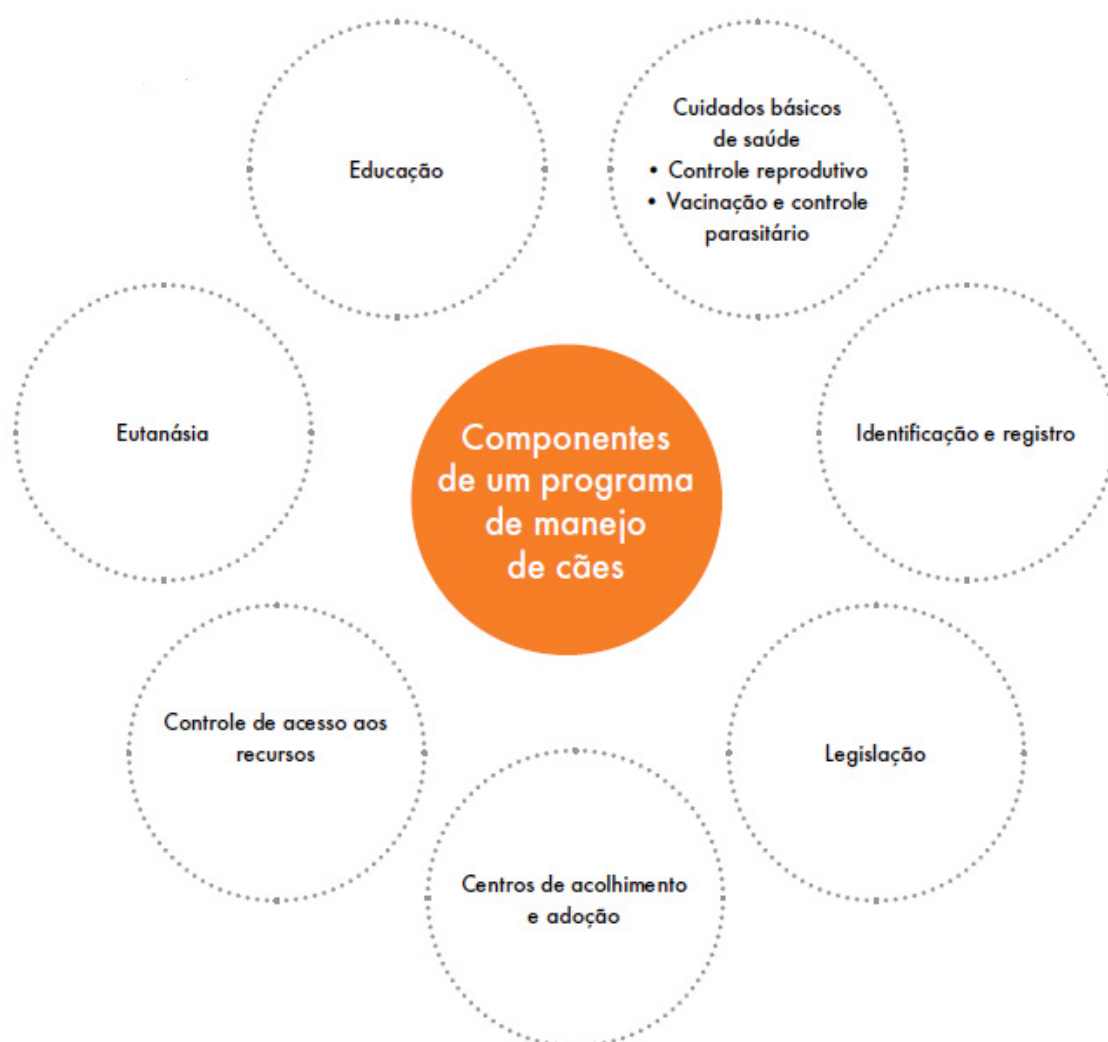 Cuidados básicos
de saúde
• Controle reprodutivo
• Vacinação e controle
parasitário
Educação
Eutanásia
Identificação e registro
Componentes
de um programa
de manejo
de cães
Controle de acesso aos
recursos
Legislação
Centros de acolhimento
e adoção